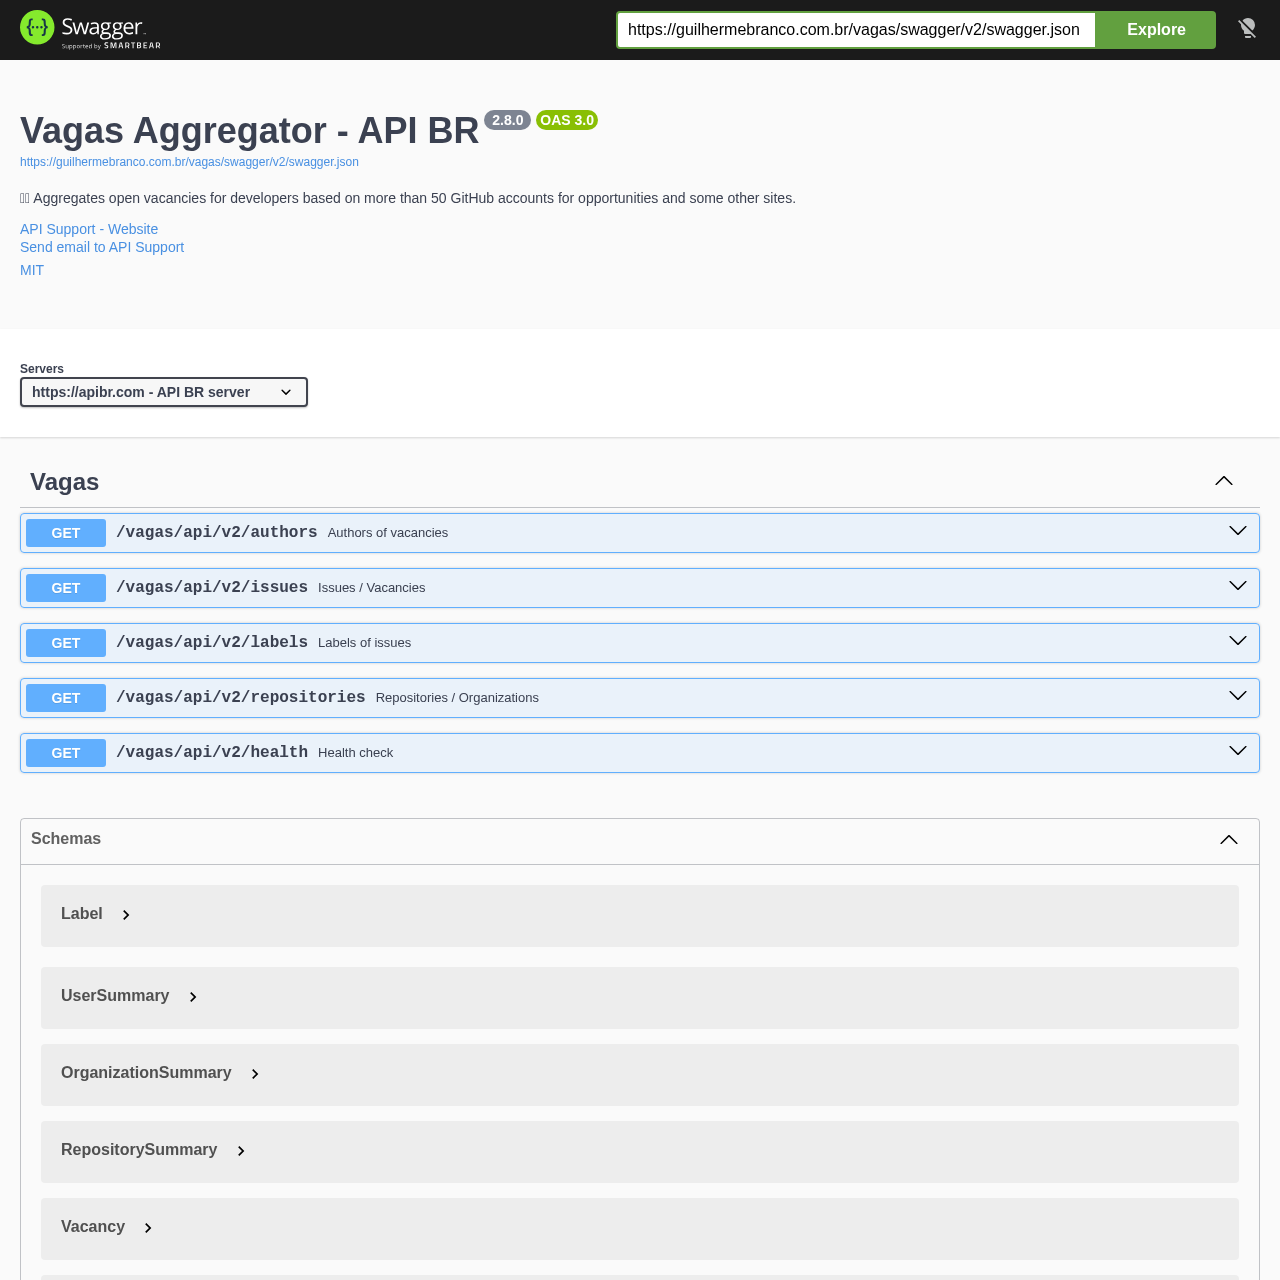 Swagger
Supported by SMARTBEAR
https://guilhermebranco.com.br/vagas/swagger/v2/swagger.json
Explore
Vagas Aggregator - API BR 2.8.0 OAS 3.0
https://guilhermebranco.com.br/vagas/swagger/v2/swagger.json
Aggregates open vacancies for developers based on more than 50 GitHub accounts for opportunities and some other sites.
API Support - Website
Send email to API Support
MIT
Servers
https://apibr.com - API BR server
Vagas
GET /vagas/api/v2/authors Authors of vacancies
GET /vagas/api/v2/issues Issues / Vacancies
GET /vagas/api/v2/labels Labels of issues
GET /vagas/api/v2/repositories Repositories / Organizations
GET /vagas/api/v2/health Health check
Schemas
Label
UserSummary
OrganizationSummary
RepositorySummary
Vacancy